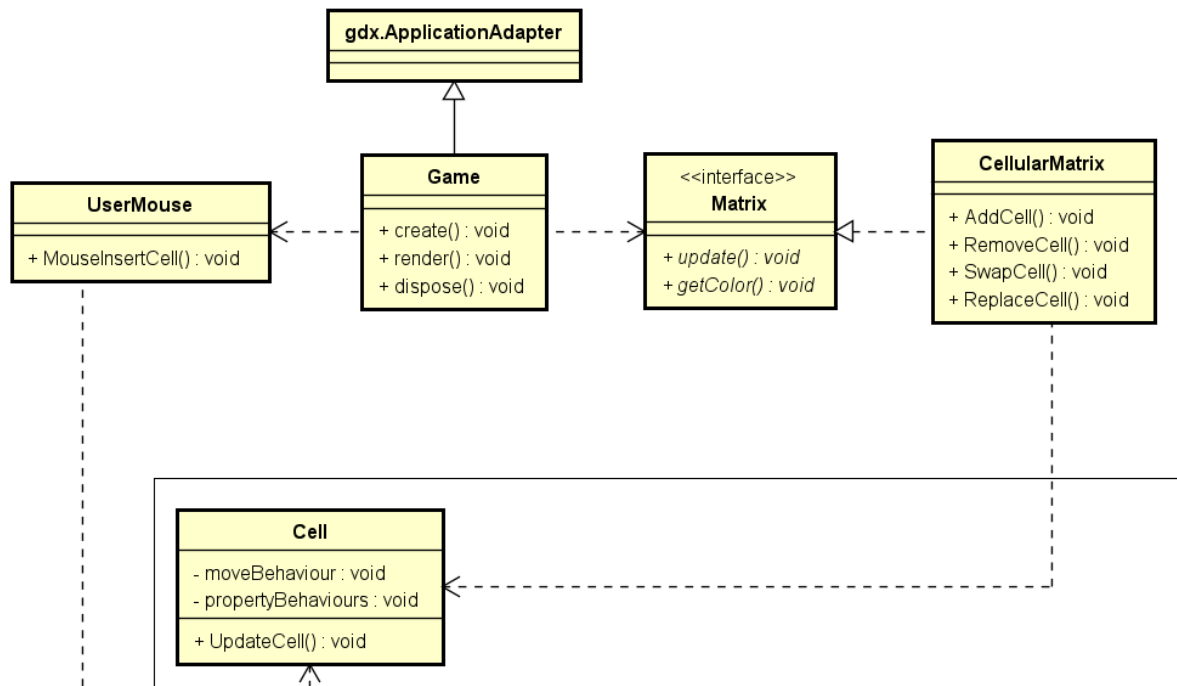 gdx.ApplicationAdapter
UserMouse
+ MouseInsertCell() : void
Game
+ create() : void
+ render() : void
+ dispose() : void
<<interface>>
Matrix
+ update() : void
+ getColor() : void
CellularMatrix
+ AddCell() : void
+ RemoveCell() : void
+ SwapCell() : void
+ ReplaceCell() : void
Cell
- moveBehaviour : void
- propertyBehaviours : void
+ UpdateCell() : void